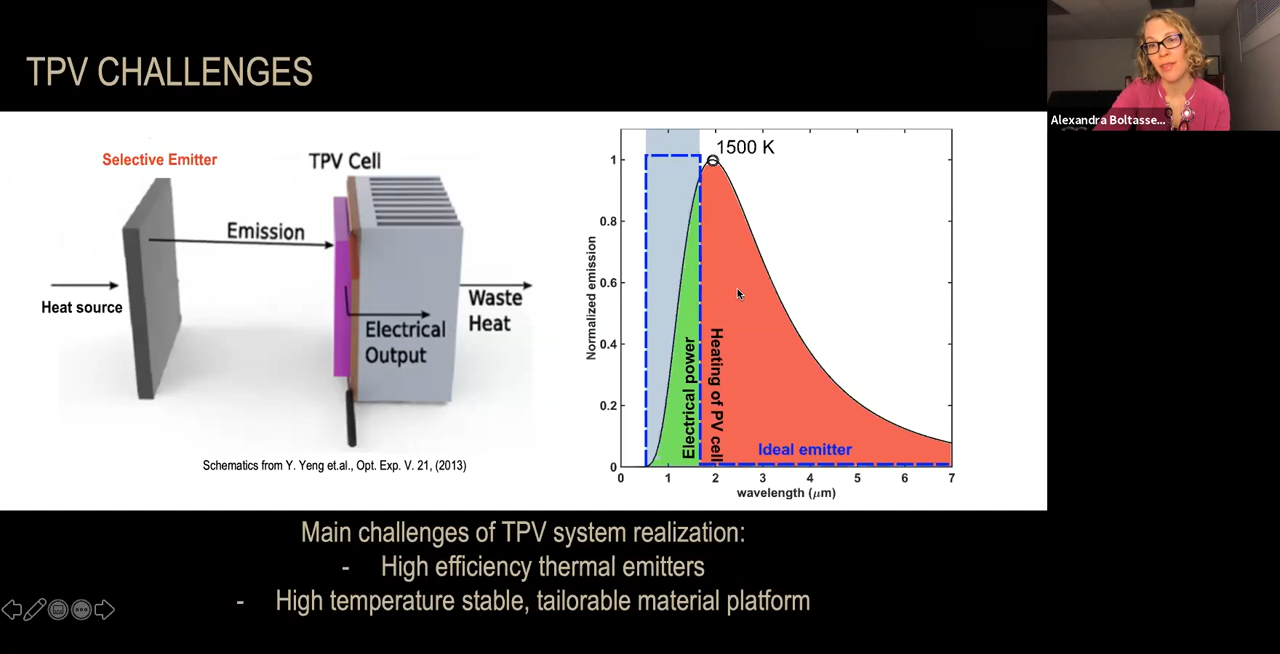 TPV CHALLENGES
Alexandra Boltasse...
Selective Emitter
TPV Cell
Emission
Heat source
Electrical
Output
Waste
Heat
Schematics from Y. Yeng et.al., Opt. Exp. V. 21, (2013)
1500 K
Normalized emission
1
0.8
0.6
0.4
0.2
0
Electrical power
Heating of PV cell
Ideal emitter
0 1 2 3 4 5 6 7
wavelength (μm)
Main challenges of TPV system realization:
- High efficiency thermal emitters
- High temperature stable, tailorable material platform